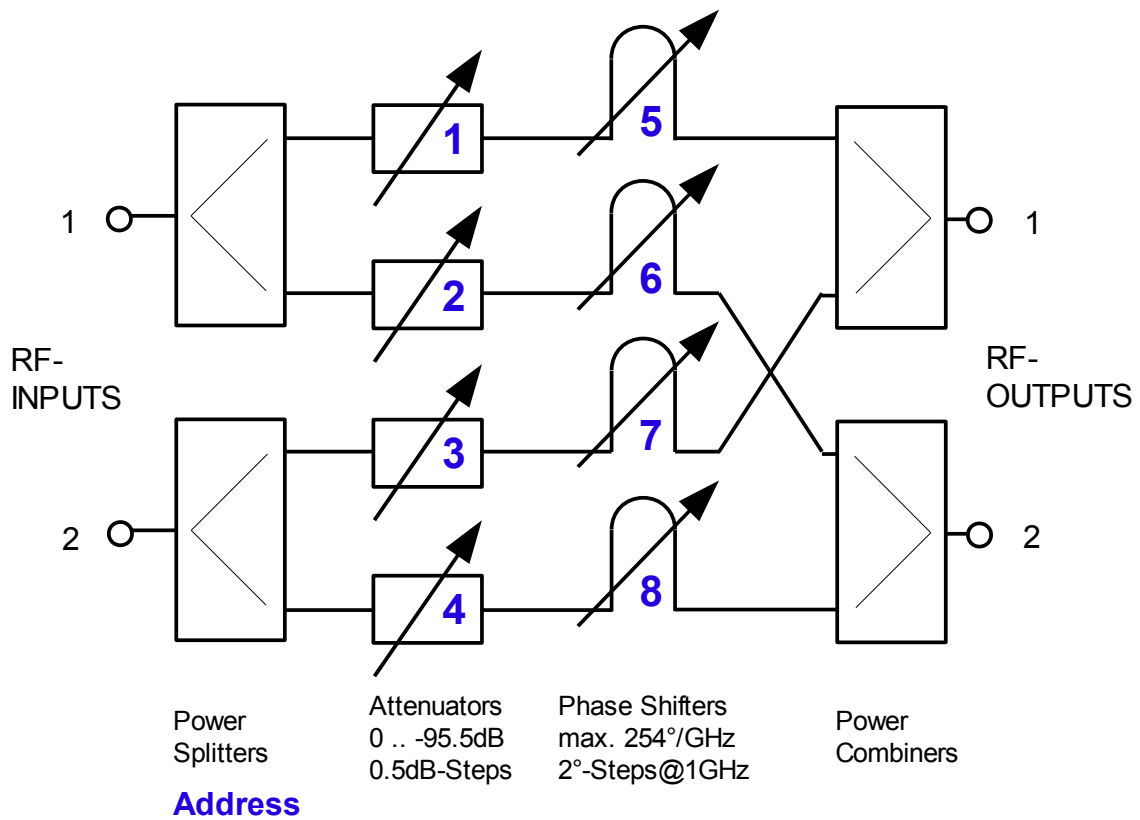 5
1
1
1
2
6
RF-
INPUTS
RF-
OUTPUTS
3
7
2
2
4
8
Power
Splitters
Attenuators
0 .. -95.5dB
0.5dB-Steps
Phase Shifters
max. 254°/GHz
2°-Steps@1GHz
Power
Combiners
Address